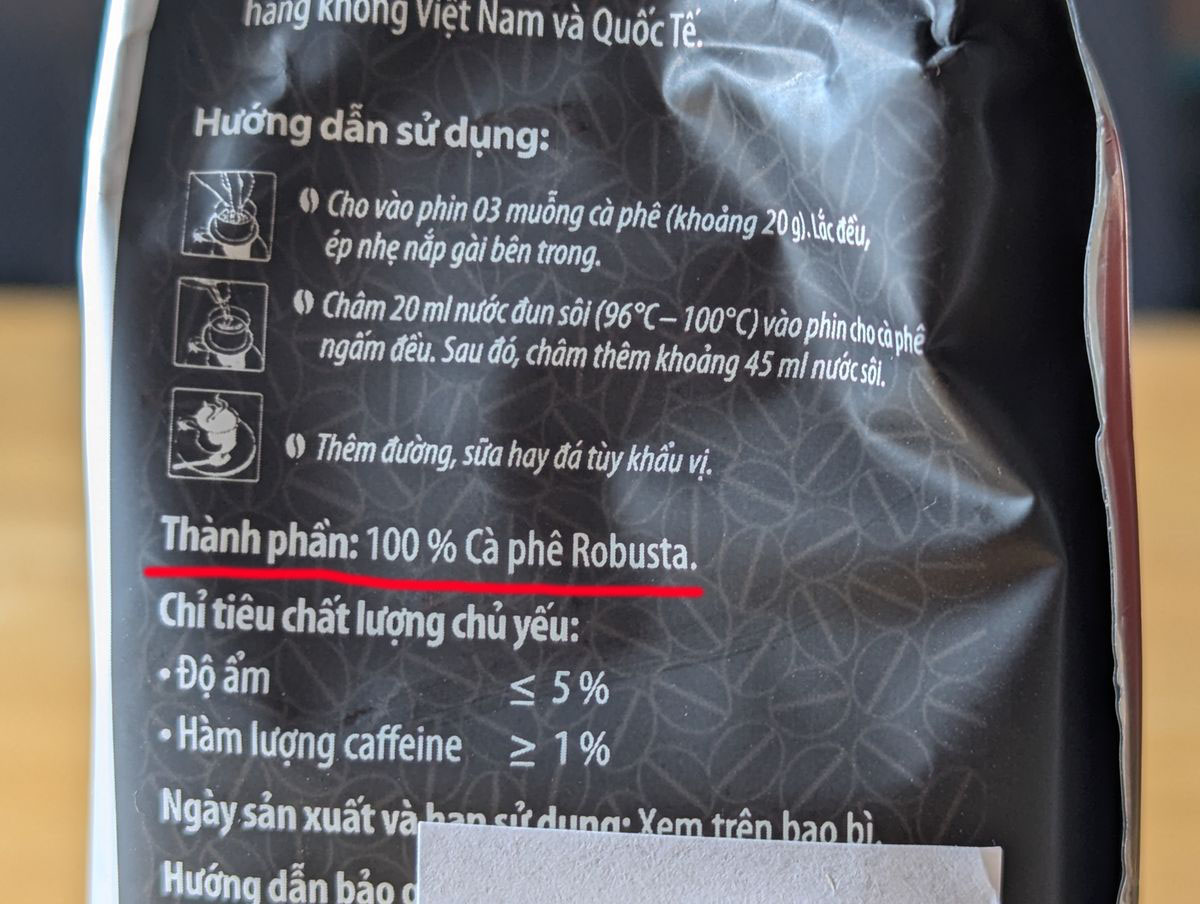 hàng không Việt Nam và Quốc Tế.
Hướng dẫn sử dụng:
Cho vào phin 03 muỗng cà phê (khoảng 20 g). Lắc đều,
ép nhẹ nắp gài bên trong.
Châm 20 ml nước đun sôi (96°C – 100°C) vào phin cho cà phê
ngấm đều. Sau đó, châm thêm khoảng 45 ml nước sôi.
Thêm đường, sữa hay đá tùy khẩu vị.
Thành phần: 100 % Cà phê Robusta.
Chỉ tiêu chất lượng chủ yếu:
• Độ ẩm ≤ 5 %
• Hàm lượng caffeine ≥ 1 %
Ngày sản xuất và hạn sử dụng: Xem trên bao bì.
Hướng dẫn bảo